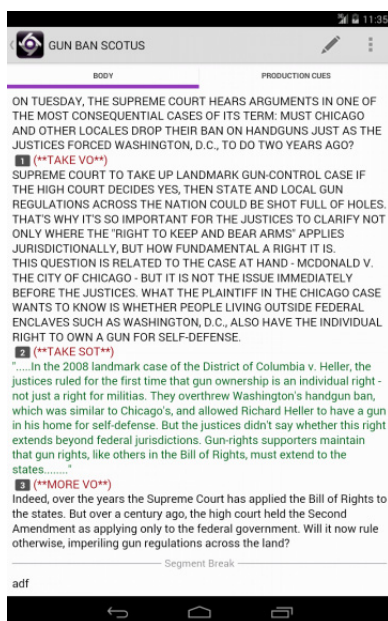 11:35
GUN BAN SCOTUS
BODY
PRODUCTION CUES
ON TUESDAY, THE SUPREME COURT HEARS ARGUMENTS IN ONE OF
THE MOST CONSEQUENTIAL CASES OF ITS TERM: MUST CHICAGO
AND OTHER LOCALES DROP THEIR BAN ON HANDGUNS JUST AS THE
JUSTICES FORCED WASHINGTON, D.C., TO DO TWO YEARS AGO?
1 (**TAKE VO**)
SUPREME COURT TO TAKE UP LANDMARK GUN-CONTROL CASE IF
THE HIGH COURT DECIDES YES, THEN STATE AND LOCAL GUN
REGULATIONS ACROSS THE NATION COULD BE SHOT FULL OF HOLES.
THAT'S WHY IT'S SO IMPORTANT FOR THE JUSTICES TO CLARIFY NOT
ONLY WHERE THE "RIGHT TO KEEP AND BEAR ARMS" APPLIES
JURISDICTIONALLY, BUT HOW FUNDAMENTAL A RIGHT IT IS.
THIS QUESTION IS RELATED TO THE CASE AT HAND - MCDONALD V.
THE CITY OF CHICAGO - BUT IT IS NOT THE ISSUE IMMEDIATELY
BEFORE THE JUSTICES. WHAT THE PLAINTIFF IN THE CHICAGO CASE
WANTS TO KNOW IS WHETHER PEOPLE LIVING OUTSIDE FEDERAL
ENCLAVES SUCH AS WASHINGTON, D.C., ALSO HAVE THE INDIVIDUAL
RIGHT TO OWN A GUN FOR SELF-DEFENSE.
2 (**TAKE SOT**)
".....In the 2008 landmark case of the District of Columbia v. Heller, the
justices ruled for the first time that gun ownership is an individual right -
not just a right for militias. They overthrew Washington's handgun ban,
which was similar to Chicago's, and allowed Richard Heller to have a gun
in his home for self-defense. But the justices didn't say whether this right
extends beyond federal jurisdictions. Gun-rights supporters maintain
that gun rights, like others in the Bill of Rights, must extend to the
states........"
3 (**MORE VO**)
Indeed, over the years the Supreme Court has applied the Bill of Rights to
the states. But over a century ago, the high court held the Second
Amendment as applying only to the federal government. Will it now rule
otherwise, imperiling gun regulations across the land?
Segment Break
adf